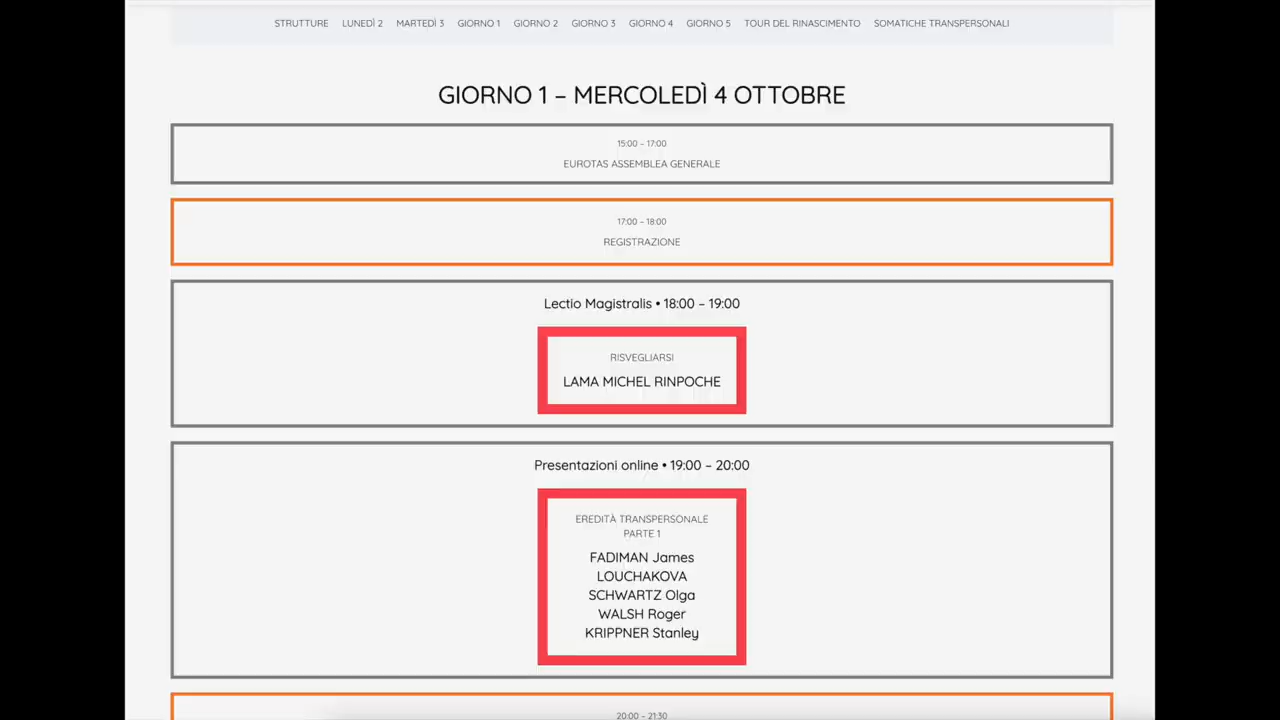 STRUTTURE LUNEDÌ 2 MARTEDÌ 3 GIORNO 1 GIORNO 2 GIORNO 3 GIORNO 4 GIORNO 5 TOUR DEL RINASCIMENTO SOMATICHE TRANSPERSONALI
GIORNO 1 – MERCOLEDÌ 4 OTTOBRE
15:00 – 17:00
EUROTAS ASSEMBLEA GENERALE
17:00 – 18:00
REGISTRAZIONE
Lectio Magistralis • 18:00 – 19:00
RISVEGLIARSI
LAMA MICHEL RINPOCHE
Presentazioni online • 19:00 – 20:00
EREDITÀ TRANSPERSONALE
PARTE 1
FADIMAN James
LOUCHAKOVA
SCHWARTZ Olga
WALSH Roger
KRIPPNER Stanley
20:00 – 21:30